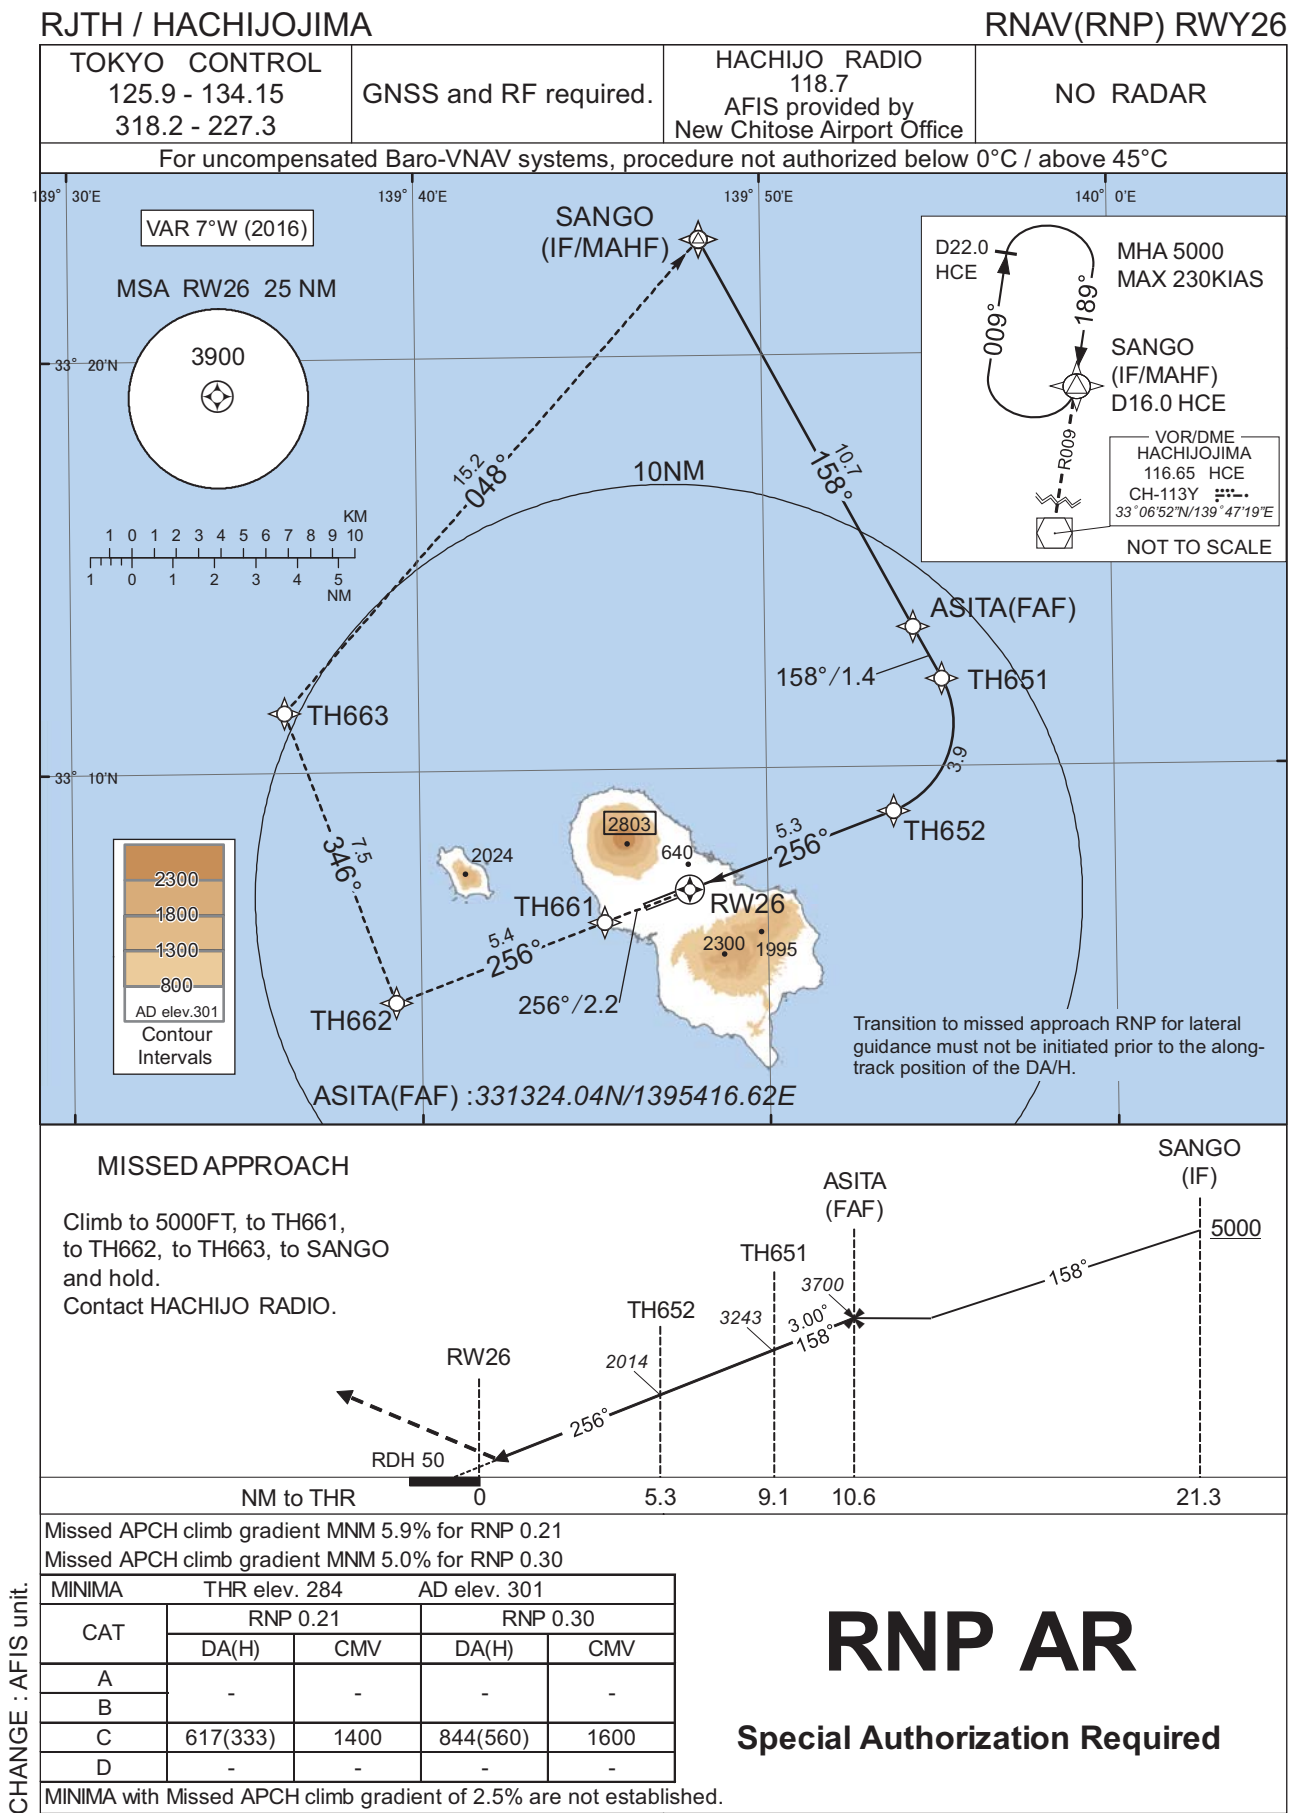 RJTH / HACHIJOJIMA
RNAV(RNP) RWY26
TOKYO CONTROL
125.9 - 134.15
318.2 - 227.3
GNSS and RF required.
HACHIJO RADIO
118.7
AFIS provided by
New Chitose Airport Office
NO RADAR
For uncompensated Baro-VNAV systems, procedure not authorized below 0°C / above 45°C
139° 30'E
139° 40'E
139° 50'E
140° 0'E
VAR 7°W (2016)
MSA RW26 25 NM
3900
33° 20'N
SANGO
(IF/MAHF)
D22.0
HCE
MHA 5000
MAX 230KIAS
009°
189°
SANGO
(IF/MAHF)
D16.0 HCE
R009
VOR/DME
HACHIJOJIMA
116.65 HCE
CH-113Y
33°06'52"N/139°47'19"E
NOT TO SCALE
15.2
048°
10NM
10.7
158°
KM
1 0 1 2 3 4 5 6 7 8 9 10
1 0 1 2 3 4 5
NM
ASITA(FAF)
158°/1.4
TH651
TH663
3.9
33° 10'N
TH652
5.3
256°
2803
640
2024
7.5
346°
RW26
TH661
2300
1995
5.4
256°
256°/2.2
TH662
2300
1800
1300
800
AD elev.301
Contour
Intervals
Transition to missed approach RNP for lateral
guidance must not be initiated prior to the along-
track position of the DA/H.
ASITA(FAF) :331324.04N/1395416.62E
MISSED APPROACH
Climb to 5000FT, to TH661,
to TH662, to TH663, to SANGO
and hold.
Contact HACHIJO RADIO.
SANGO
(IF)
5000
ASITA
(FAF)
158°
TH651
3700
3.00°
158°
TH652
3243
2014
RW26
256°
RDH 50
NM to THR 0 5.3 9.1 10.6 21.3
Missed APCH climb gradient MNM 5.9% for RNP 0.21
Missed APCH climb gradient MNM 5.0% for RNP 0.30
MINIMA THR elev. 284 AD elev. 301
CAT RNP 0.21 RNP 0.30
DA(H) CMV DA(H) CMV
A
- - - -
B
C 617(333) 1400 844(560) 1600
D - - - -
MINIMA with Missed APCH climb gradient of 2.5% are not established.
RNP AR
Special Authorization Required
CHANGE : AFIS unit.